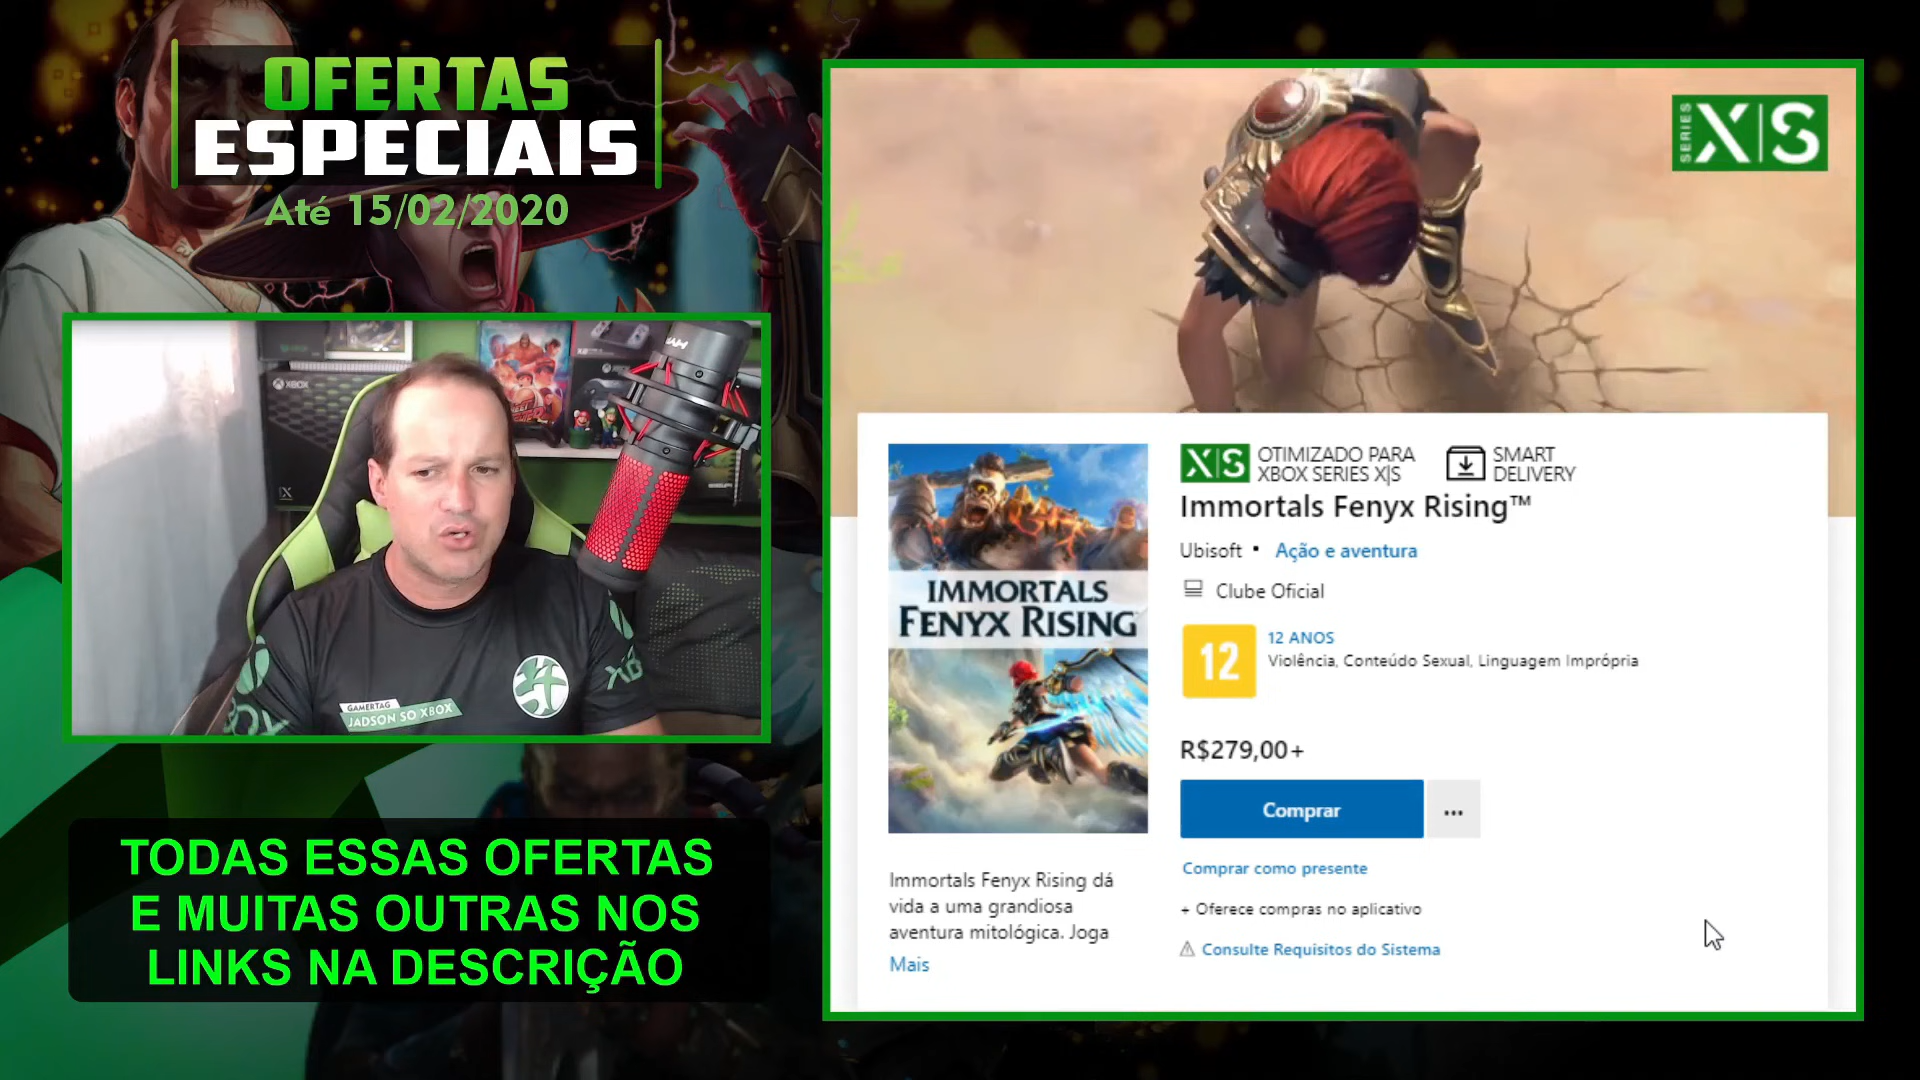 OFERTAS
ESPECIAIS
Até 15/02/2020
XBOX
X
GAMERTAG
JADSON SO XBOX
TODAS ESSAS OFERTAS
E MUITAS OUTRAS NOS
LINKS NA DESCRIÇÃO
SERIES X|S
IMMORTALS
FENYX RISING
X|S OTIMIZADO PARA
XBOX SERIES X|S
SMART
DELIVERY
Immortals Fenyx Rising™
Ubisoft • Ação e aventura
Clube Oficial
12
12 ANOS
Violência, Conteúdo Sexual, Linguagem Imprópria
R$279,00+
Comprar
...
Comprar como presente
+ Oferece compras no aplicativo
Consulte Requisitos do Sistema
Immortals Fenyx Rising dá
vida a uma grandiosa
aventura mitológica. Joga
Mais